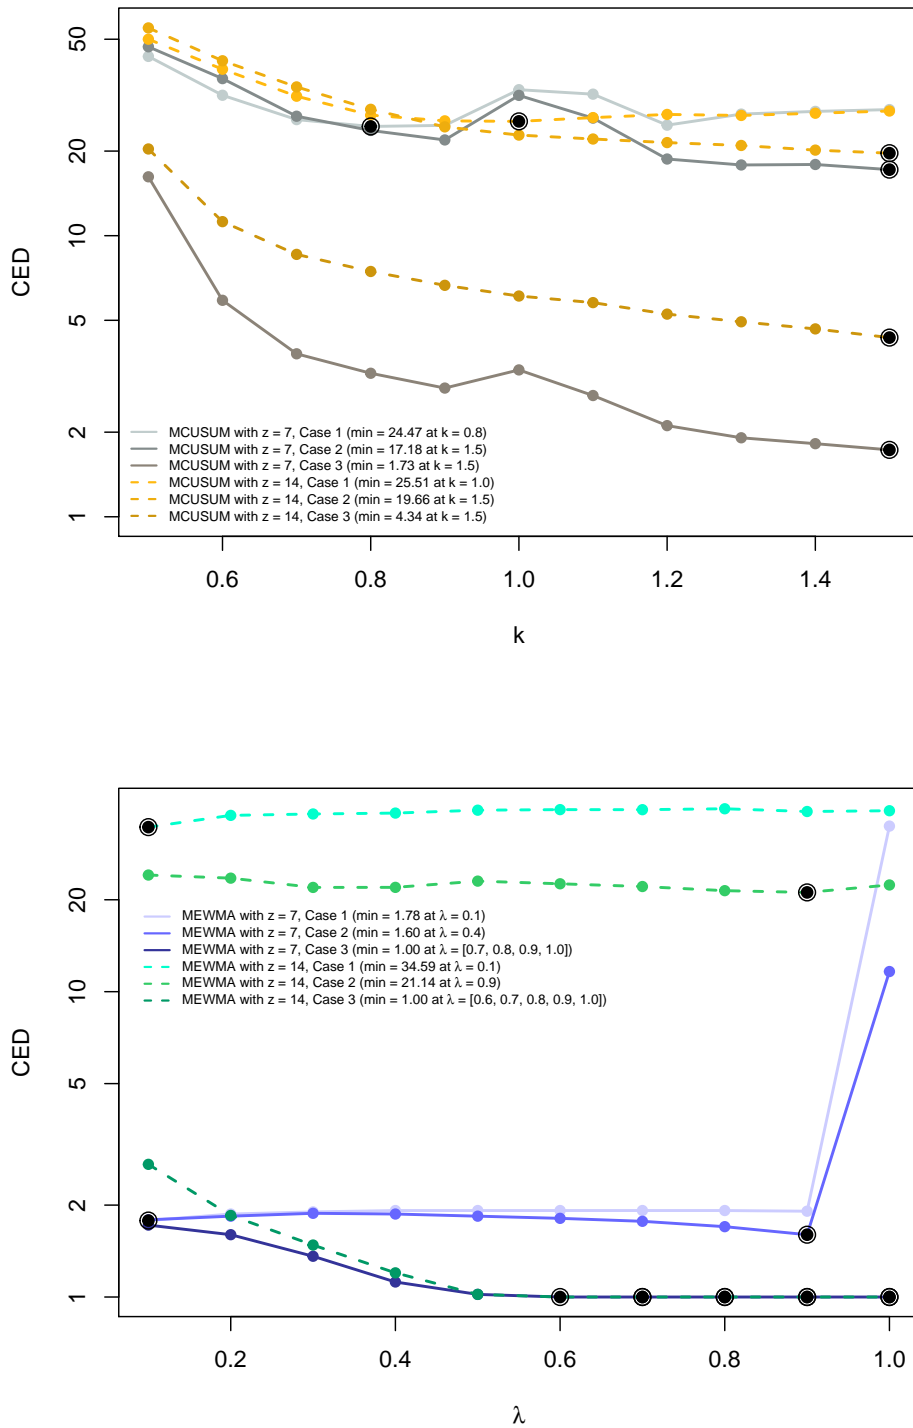 50
20
10
5
2
1
CED
MCUSUM with z = 7, Case 1 (min = 24.47 at k = 0.8)
MCUSUM with z = 7, Case 2 (min = 17.18 at k = 1.5)
MCUSUM with z = 7, Case 3 (min = 1.73 at k = 1.5)
MCUSUM with z = 14, Case 1 (min = 25.51 at k = 1.0)
MCUSUM with z = 14, Case 2 (min = 19.66 at k = 1.5)
MCUSUM with z = 14, Case 3 (min = 4.34 at k = 1.5)
0.6 0.8 1.0 1.2 1.4
k
20
10
5
2
1
CED
MEWMA with z = 7, Case 1 (min = 1.78 at λ = 0.1)
MEWMA with z = 7, Case 2 (min = 1.60 at λ = 0.4)
MEWMA with z = 7, Case 3 (min = 1.00 at λ = [0.7, 0.8, 0.9, 1.0])
MEWMA with z = 14, Case 1 (min = 34.59 at λ = 0.1)
MEWMA with z = 14, Case 2 (min = 21.14 at λ = 0.9)
MEWMA with z = 14, Case 3 (min = 1.00 at λ = [0.6, 0.7, 0.8, 0.9, 1.0])
0.2 0.4 0.6 0.8 1.0
λ